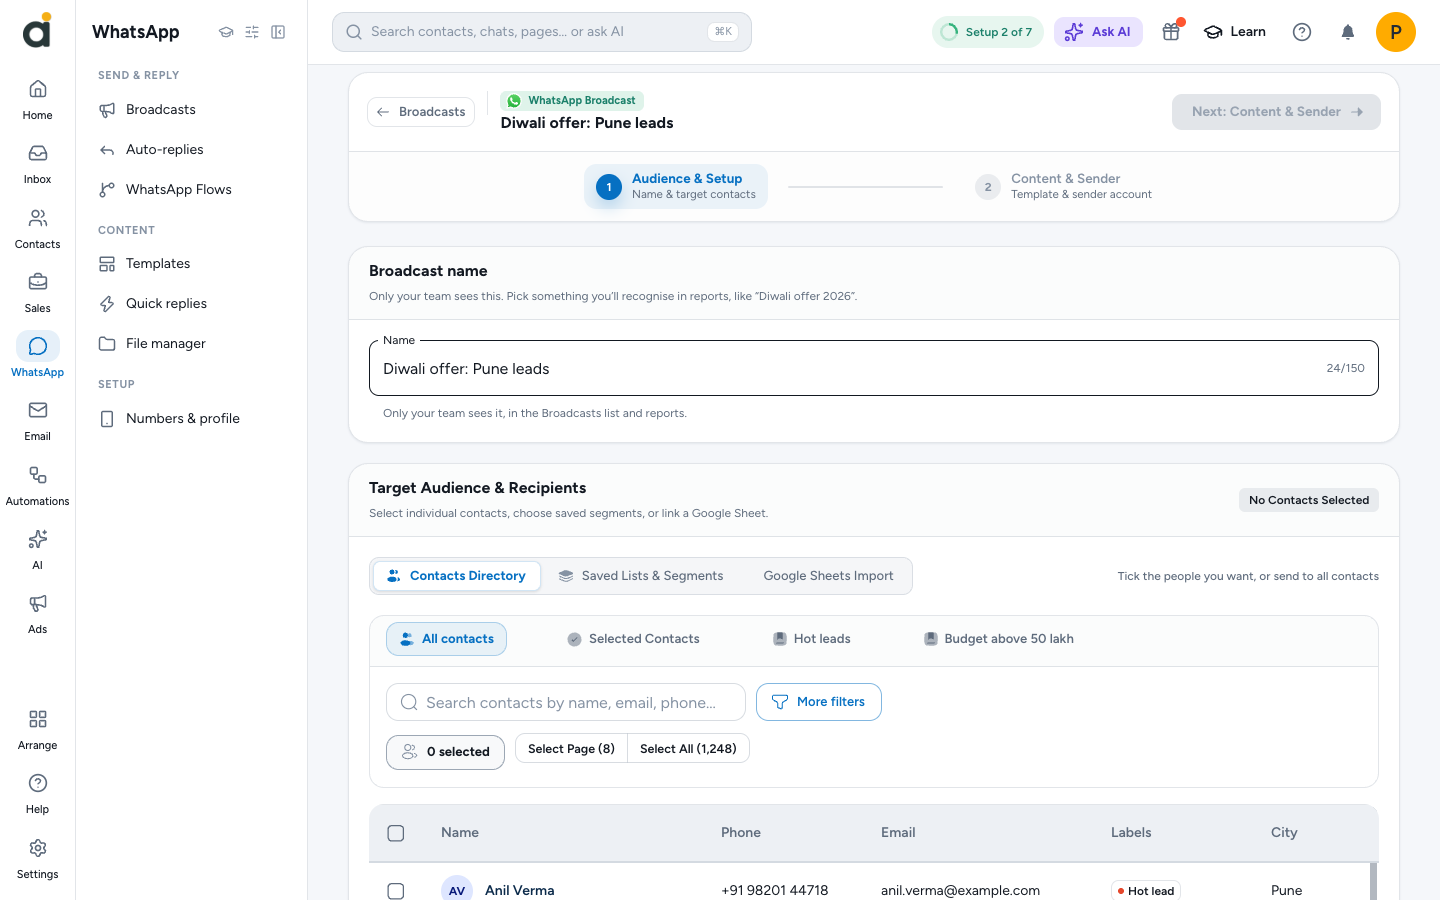 WhatsApp
Search contacts, chats, pages... or ask AI
⌘K
Setup 2 of 7
Ask AI
Learn
P
Home
Inbox
Contacts
Sales
WhatsApp
Email
Automations
AI
Ads
Arrange
Help
Settings
SEND & REPLY
Broadcasts
Auto-replies
WhatsApp Flows
CONTENT
Templates
Quick replies
File manager
SETUP
Numbers & profile
Broadcasts
WhatsApp Broadcast
Diwali offer: Pune leads
Next: Content & Sender
1
Audience & Setup
Name & target contacts
2
Content & Sender
Template & sender account
Broadcast name
Only your team sees this. Pick something you'll recognise in reports, like “Diwali offer 2026”.
Name
Diwali offer: Pune leads
24/150
Only your team sees it, in the Broadcasts list and reports.
Target Audience & Recipients
Select individual contacts, choose saved segments, or link a Google Sheet.
No Contacts Selected
Contacts Directory
Saved Lists & Segments
Google Sheets Import
Tick the people you want, or send to all contacts
All contacts
Selected Contacts
Hot leads
Budget above 50 lakh
Search contacts by name, email, phone...
More filters
0 selected
Select Page (8)
Select All (1,248)
Name Phone Email Labels City
AV Anil Verma +91 98201 44718 anil.verma@example.com Hot lead Pune